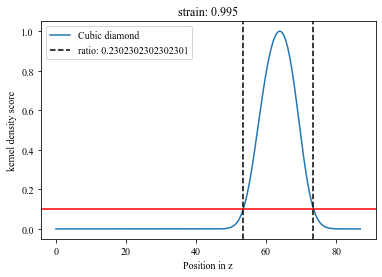 strain: 0.995
Cubic diamond
ratio: 0.2302302302302301
kernel density score
1.0
0.8
0.6
0.4
0.2
0.0
0 20 40 60 80
Position in z